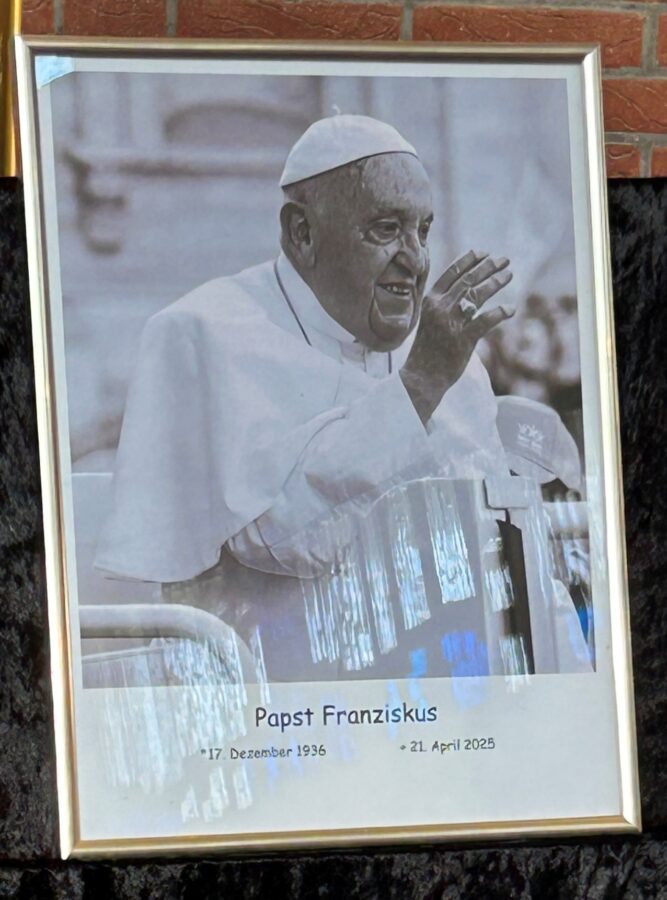 Papst Franziskus
*17. Dezember 1936 + 21. April 2025